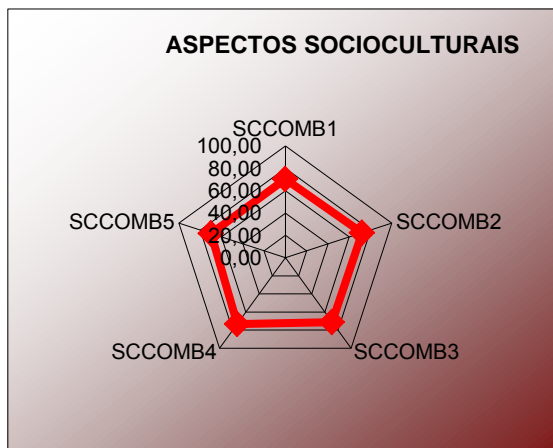 ASPECTOS SOCIOCULTURAIS
SCCOMB1
100,00
80,00
60,00
40,00
20,00
0,00
SCCOMB2
SCCOMB3
SCCOMB4
SCCOMB5